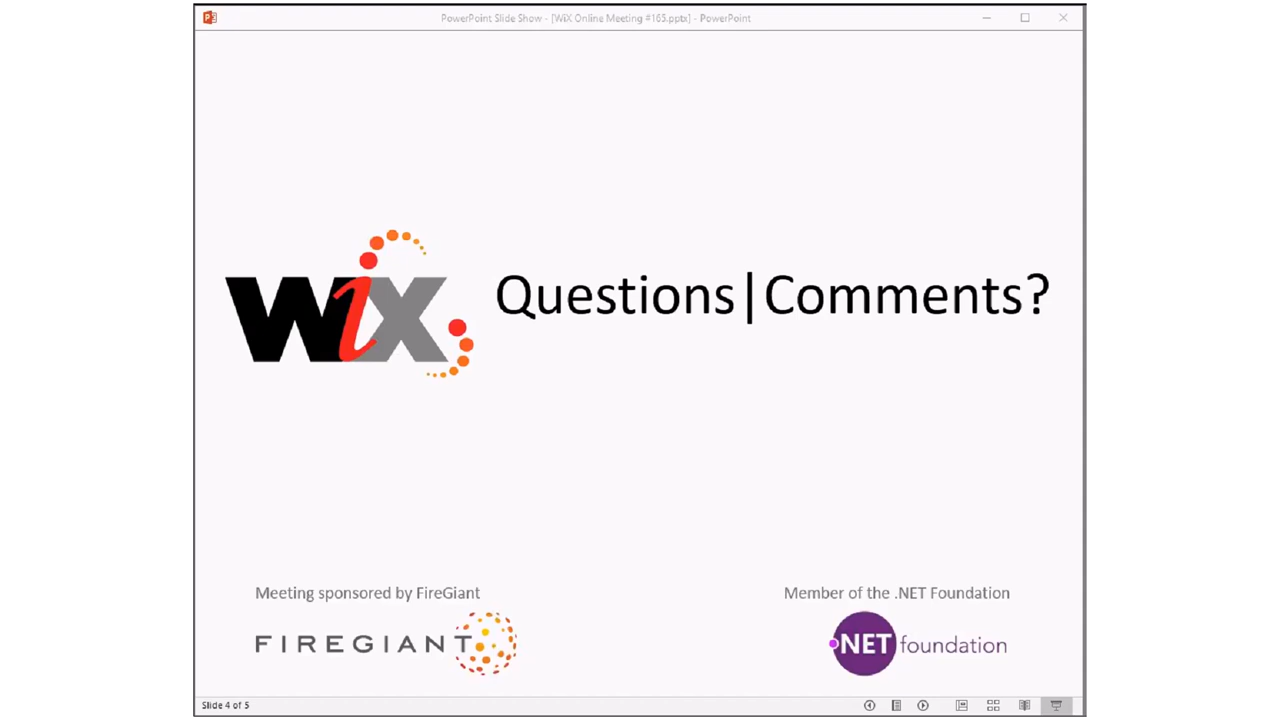 PowerPoint Slide Show - [WiX Online Meeting #165.pptx] - PowerPoint
WiX
Questions|Comments?
Meeting sponsored by FireGiant
FIREGIANT
Member of the .NET Foundation
.NET foundation
Slide 4 of 5